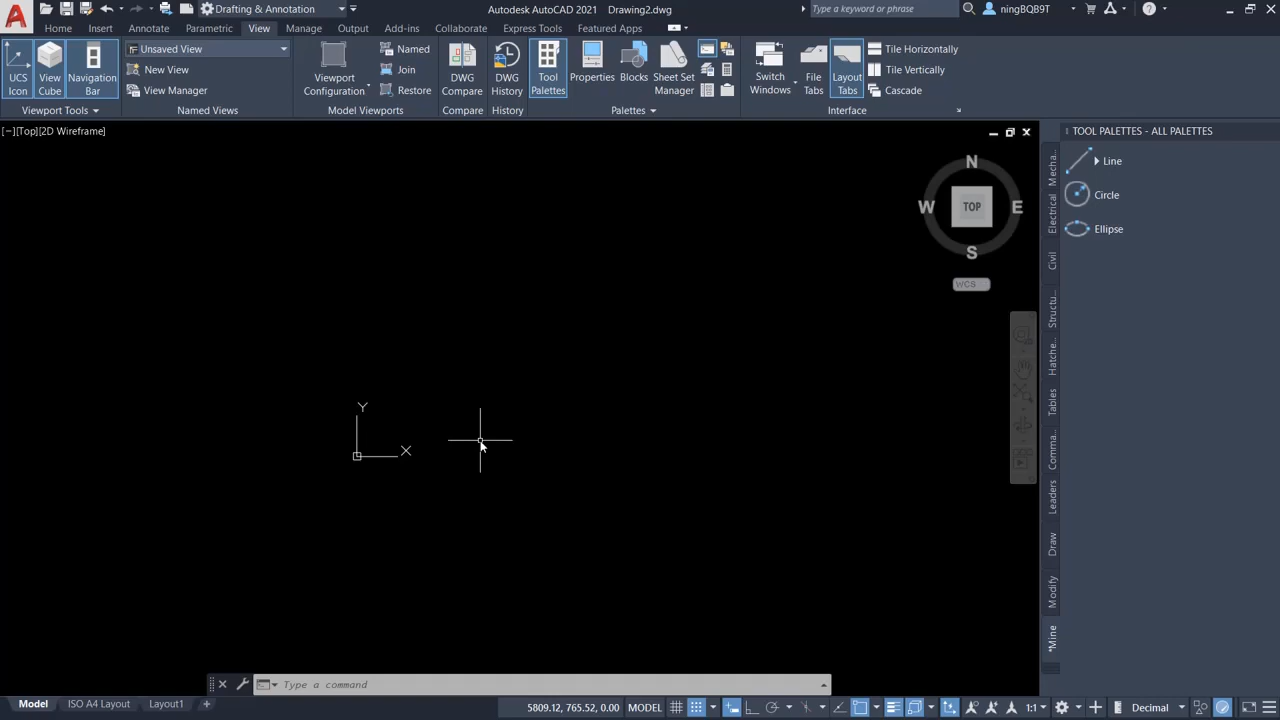 Drafting & Annotation
Autodesk AutoCAD 2021 Drawing2.dwg
Type a keyword or phrase
ningBQB9T
Home Insert Annotate Parametric View Manage Output Add-ins Collaborate Express Tools Featured Apps
UCS Icon
View Cube
Navigation Bar
Viewport Tools
Unsaved View
New View
View Manager
Named Views
Viewport Configuration
Named
Join
Restore
Model Viewports
DWG Compare
Compare
DWG History
History
Tool Palettes
Properties
Blocks
Sheet Set Manager
Palettes
Switch Windows
File Tabs
Layout Tabs
Tile Horizontally
Tile Vertically
Cascade
Interface
[−][Top][2D Wireframe]
N
W
TOP
E
S
WCS
Y
X
TOOL PALETTES - ALL PALETTES
Line
Circle
Ellipse
Mecha...
Electrical
Civil
Structu...
Hatche...
Tables
Comma...
Leaders
Draw
Modify
*Mine
Type a command
Model ISO A4 Layout Layout1 +
5809.12, 765.52, 0.00 MODEL
1:1
Decimal